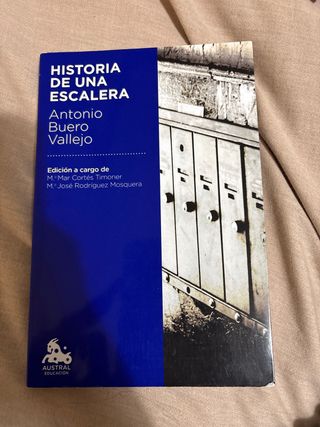 HISTORIA
DE UNA
ESCALERA
Antonio
Buero
Vallejo
Edición a cargo de
M.ª Mar Cortés Timoner
M.ª José Rodríguez Mosquera
AUSTRAL
EDUCACIÓN